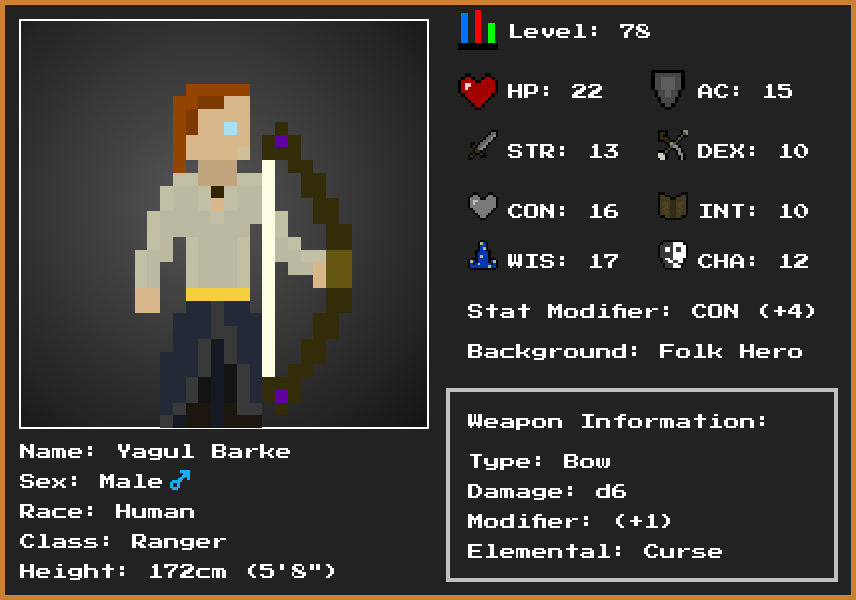 Level: 78
HP: 22
AC: 15
STR: 13
DEX: 10
CON: 16
INT: 10
WIS: 17
CHA: 12
Stat Modifier: CON (+4)
Background: Folk Hero
Weapon Information:
Type: Bow
Damage: d6
Modifier: (+1)
Elemental: Curse
Name: Yagul Barke
Sex: Male ♂
Race: Human
Class: Ranger
Height: 172cm (5'8")